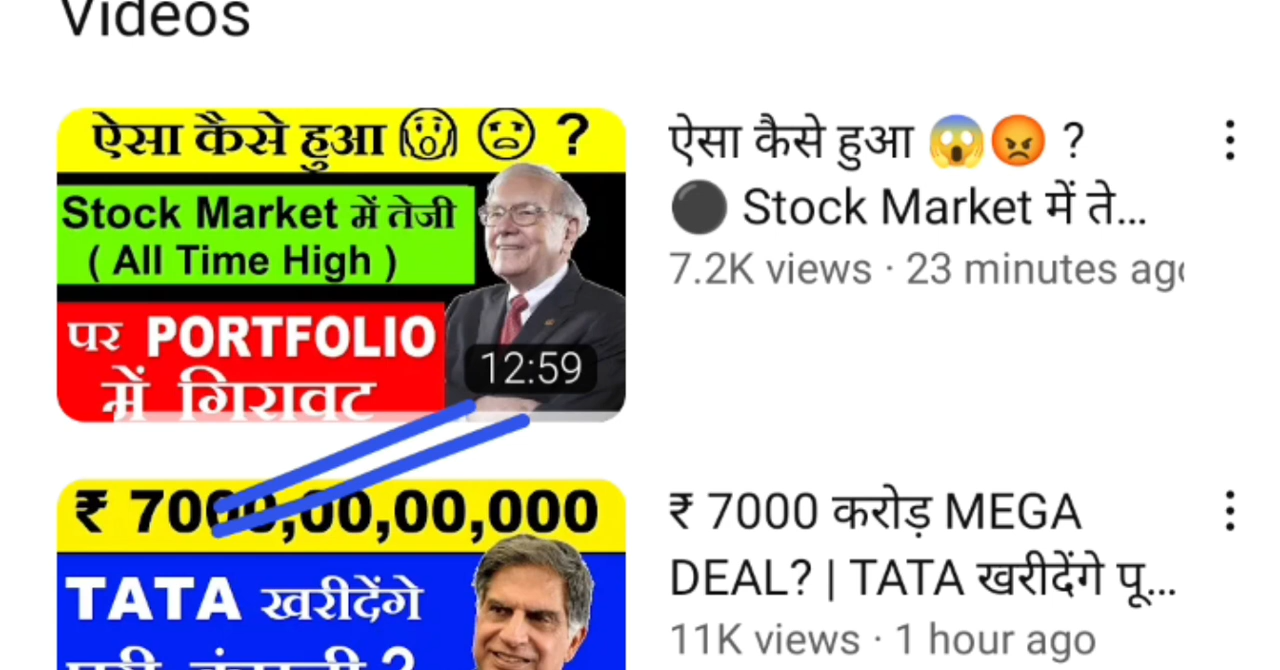 Videos
ऐसा कैसे हुआ 😱 😟 ?
Stock Market में तेजी
( All Time High )
पर PORTFOLIO
में गिरावट
12:59
ऐसा कैसे हुआ 😱😡 ?
⚫ Stock Market में ते...
7.2K views · 23 minutes ago
₹ 7000,00,00,000
TATA खरीदेंगे
पूरी कंपनी ?
₹ 7000 करोड़ MEGA
DEAL? | TATA खरीदेंगे पू...
11K views · 1 hour ago